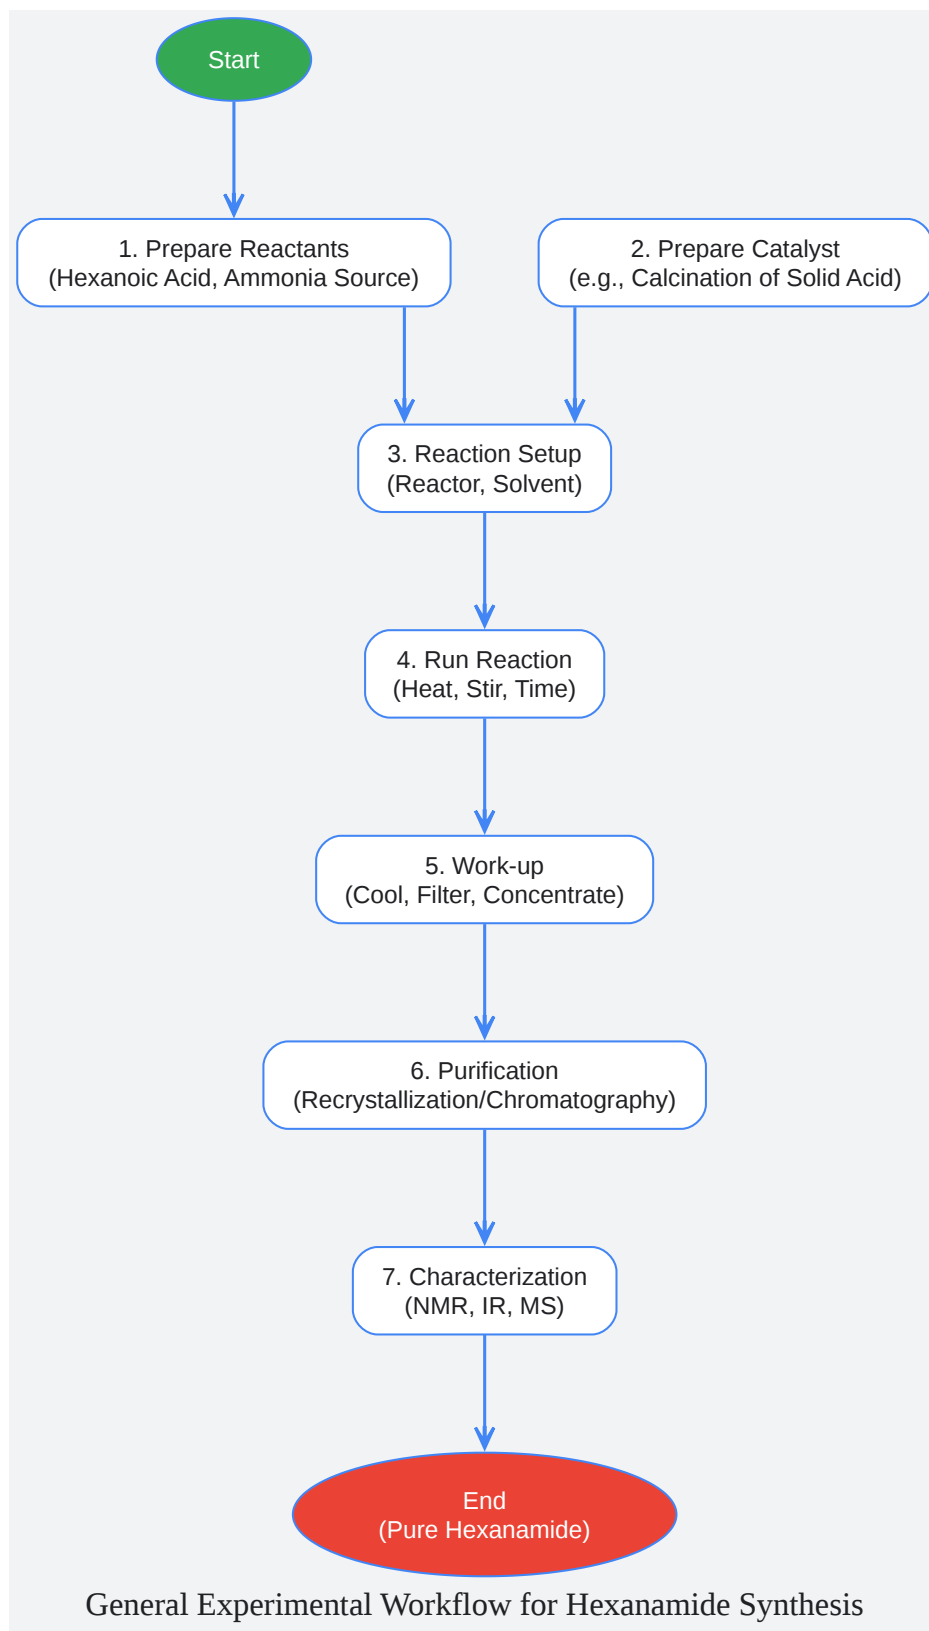 Start
1. Prepare Reactants
(Hexanoic Acid, Ammonia Source)
2. Prepare Catalyst
(e.g., Calcination of Solid Acid)
3. Reaction Setup
(Reactor, Solvent)
4. Run Reaction
(Heat, Stir, Time)
5. Work-up
(Cool, Filter, Concentrate)
6. Purification
(Recrystallization/Chromatography)
7. Characterization
(NMR, IR, MS)
End
(Pure Hexanamide)
General Experimental Workflow for Hexanamide Synthesis